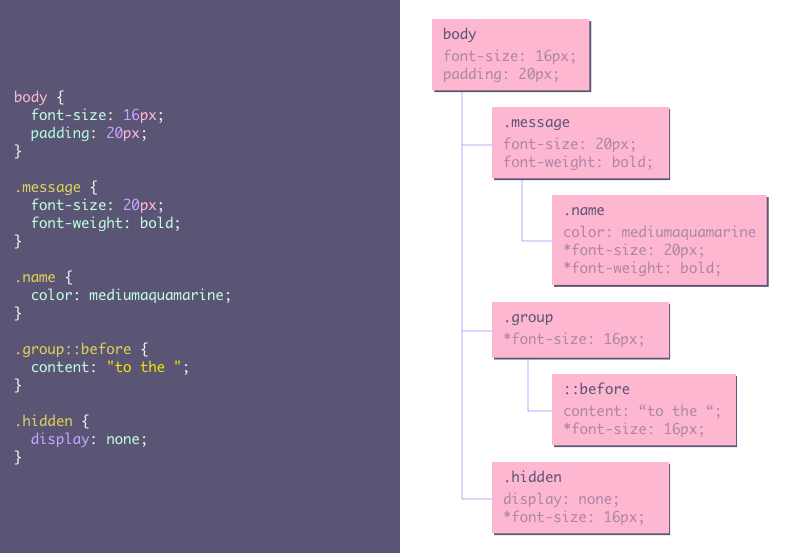 body {
  font-size: 16px;
  padding: 20px;
}
.message {
  font-size: 20px;
  font-weight: bold;
}
.name {
  color: mediumaquamarine;
}
.group::before {
  content: "to the ";
}
.hidden {
  display: none;
}
body
font-size: 16px;
padding: 20px;
.message
font-size: 20px;
font-weight: bold;
.name
color: mediumaquamarine
*font-size: 20px;
*font-weight: bold;
.group
*font-size: 16px;
::before
content: “to the “;
*font-size: 16px;
.hidden
display: none;
*font-size: 16px;